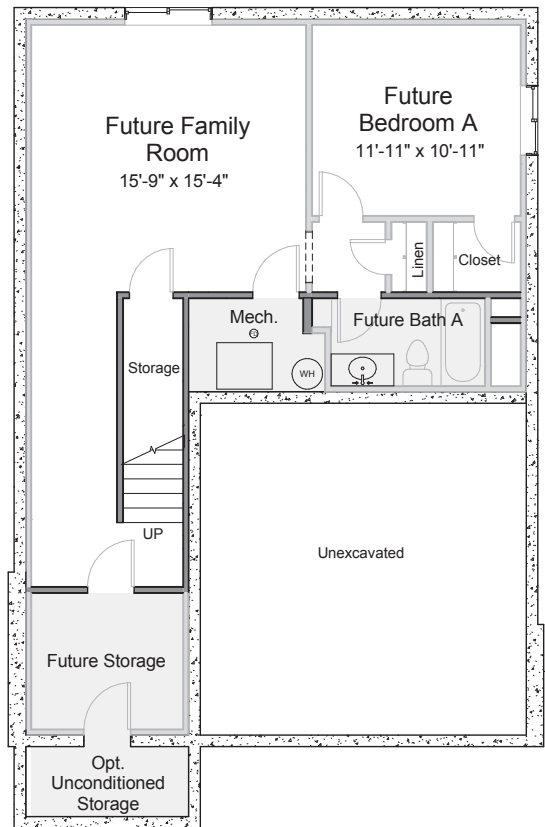 Future Family
Room
15'-9" x 15'-4"
Future
Bedroom A
11'-11" x 10'-11"
Linen
Closet
Mech.
FD
Future Bath A
Storage
WH
UP
Unexcavated
Future Storage
Opt.
Unconditioned
Storage